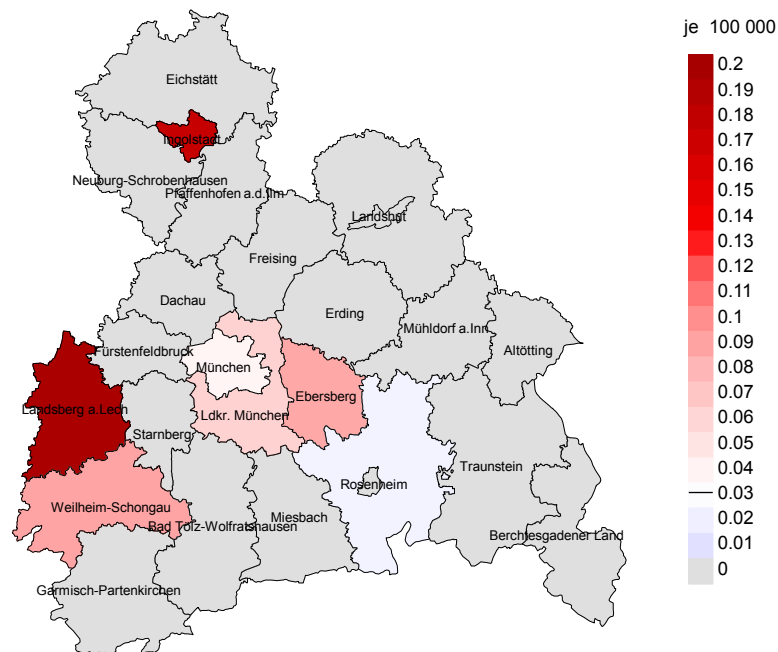 je 100 000
0.2
0.19
0.18
0.17
0.16
0.15
0.14
0.13
0.12
0.11
0.1
0.09
0.08
0.07
0.06
0.05
0.04
0.03
0.02
0.01
0
Eichstätt
Ingolstadt
Neuburg-Schrobenhausen
Pfaffenhofen a.d.Ilm
Landshut
Freising
Dachau
Erding
Mühldorf a.Inn
Altötting
Fürstenfeldbruck
München
Ebersberg
Landsberg a.Lech
Ldkr. München
Starnberg
Traunstein
Rosenheim
Weilheim-Schongau
Miesbach
Bad Tölz-Wolfratshausen
Berchtesgadener Land
Garmisch-Partenkirchen